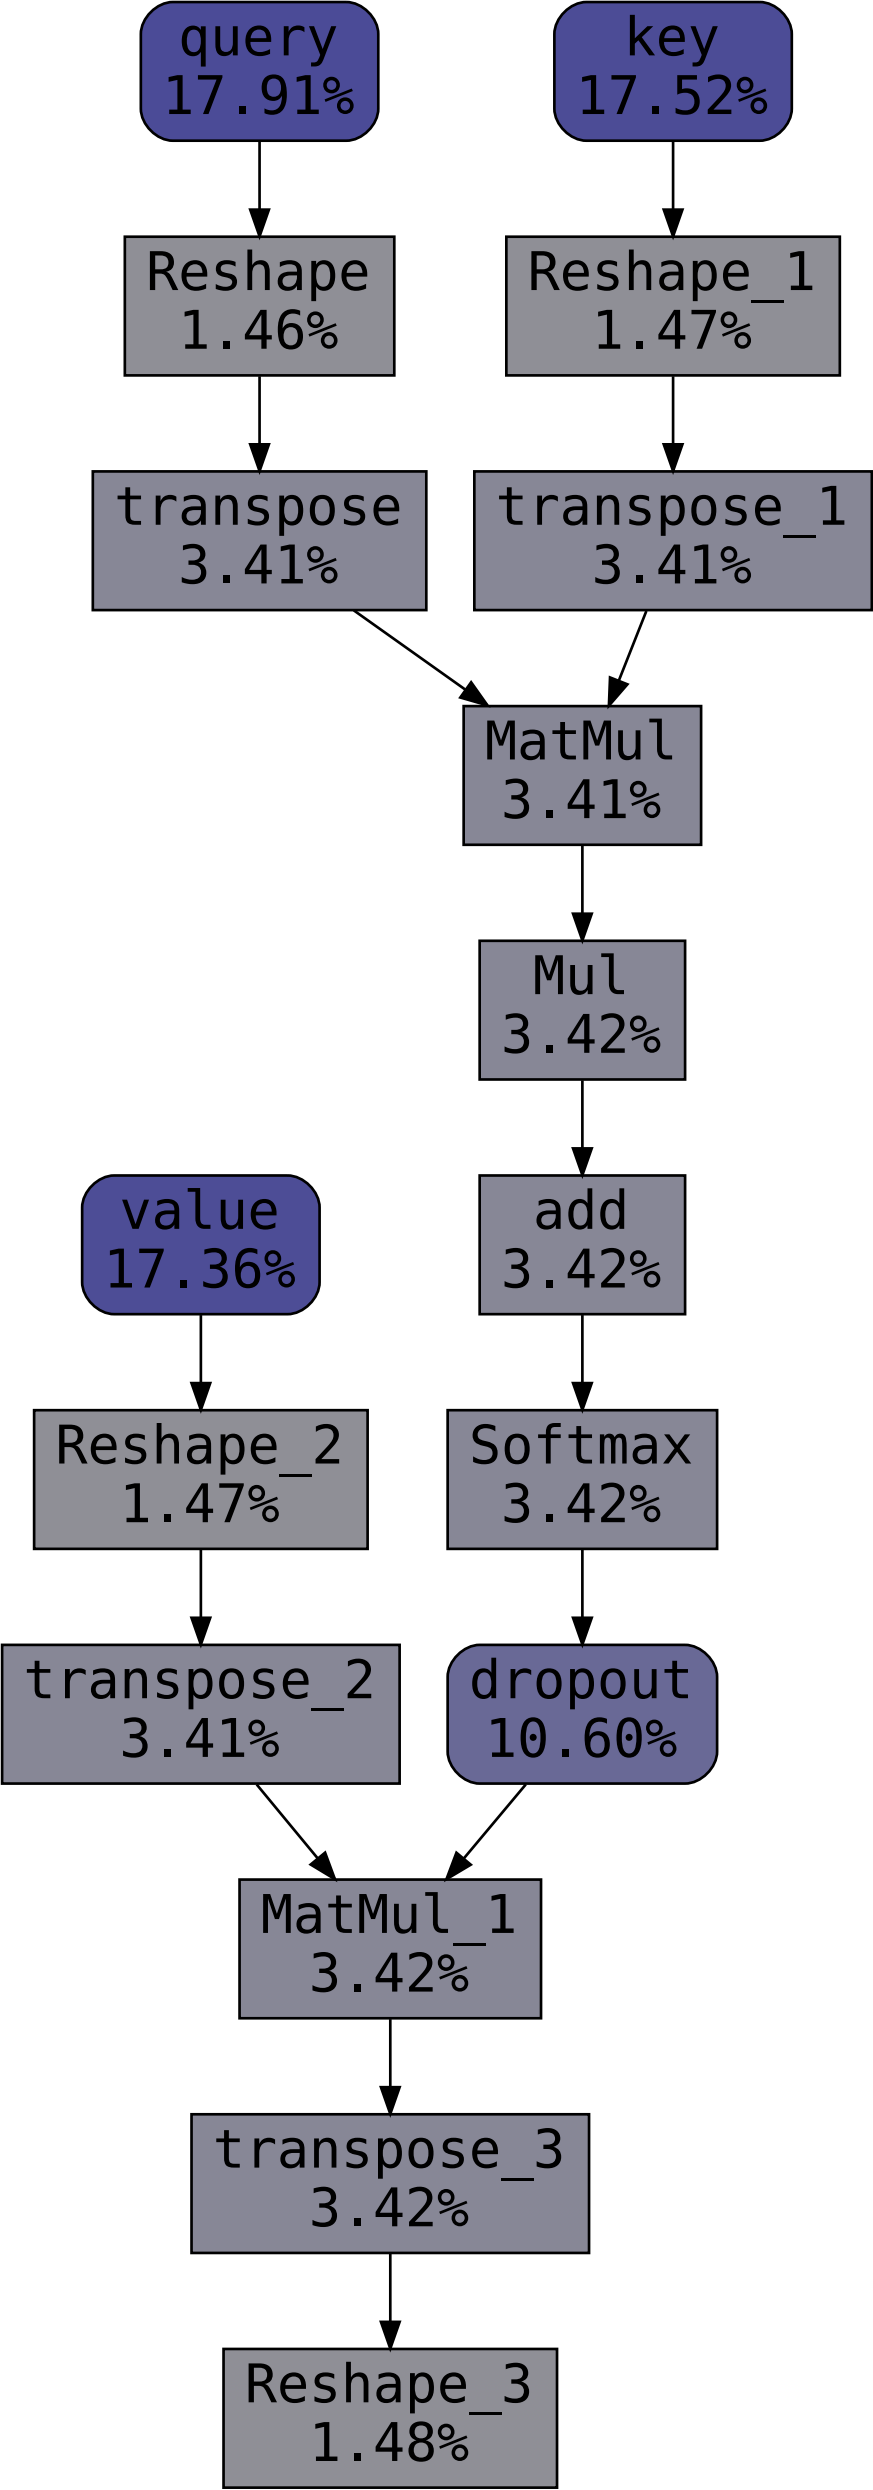 query
17.91%
key
17.52%
Reshape
1.46%
Reshape_1
1.47%
transpose
3.41%
transpose_1
3.41%
MatMul
3.41%
Mul
3.42%
add
3.42%
value
17.36%
Softmax
3.42%
Reshape_2
1.47%
dropout
10.60%
transpose_2
3.41%
MatMul_1
3.42%
transpose_3
3.42%
Reshape_3
1.48%